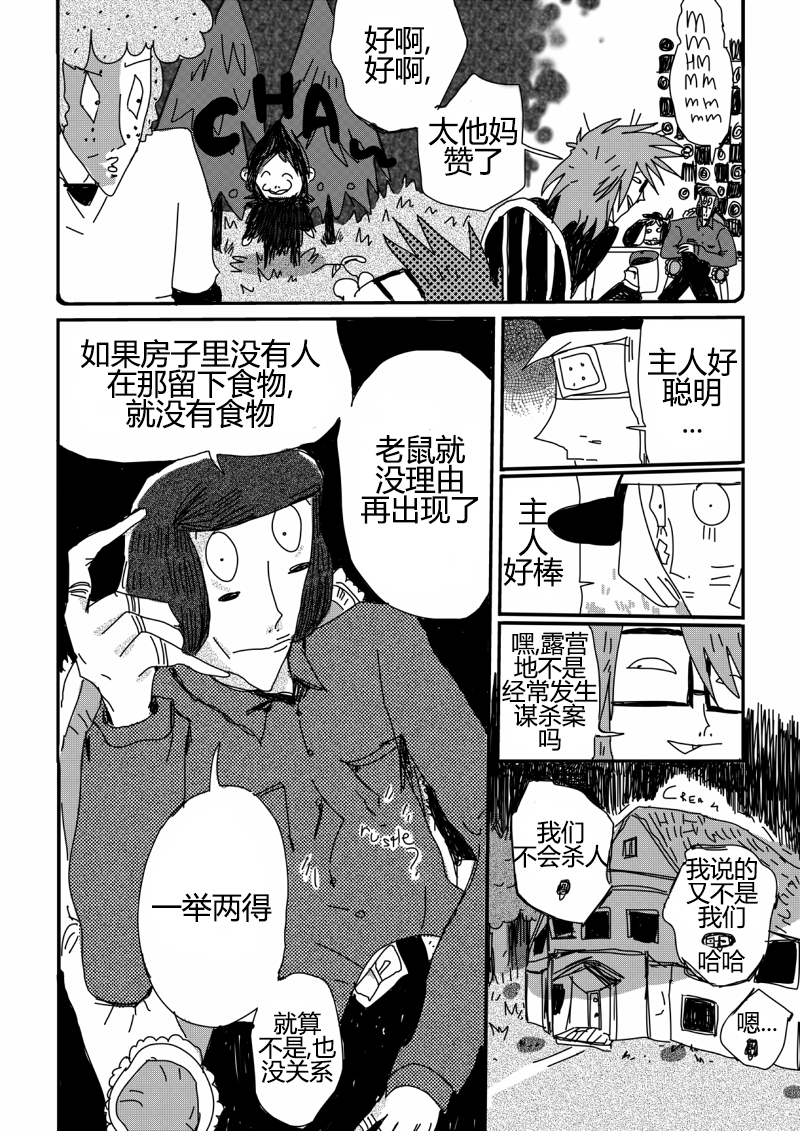 M
M
HM
M m
m m
m
好啊,
好啊,
太他妈
赞了
CHA
主人好
聪明
...
主
人
好棒
嘿,露营
地不是
经常发生
谋杀案
吗
如果房子里没有人
在那留下食物,
就没有食物
老鼠就
没理由
再出现了
rustle
一举两得
就算
不是,也
没关系
我们
不会杀人
我说的
又不是
我们
哈哈
嗯...